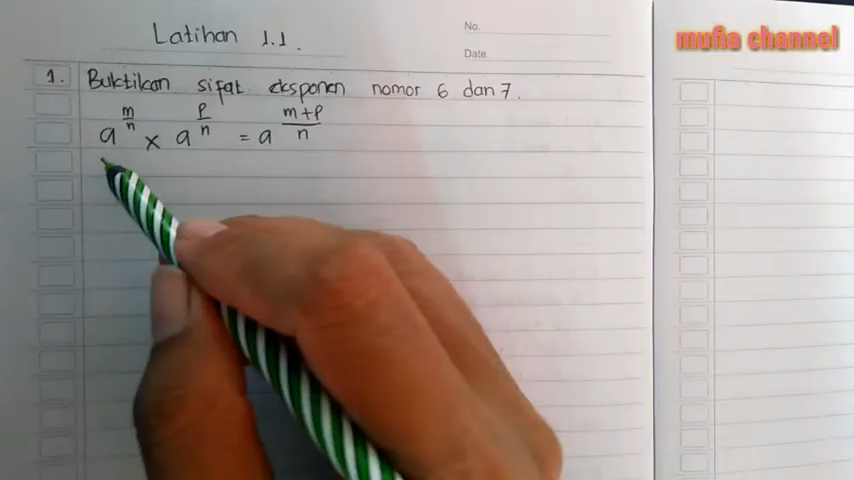 Latihan 1.1.
No.
Date.
mufia channel
1. Buktikan sifat eksponen nomor 6 dan 7.
a^(m/n) × a^(p/n) = a^((m+p)/n)